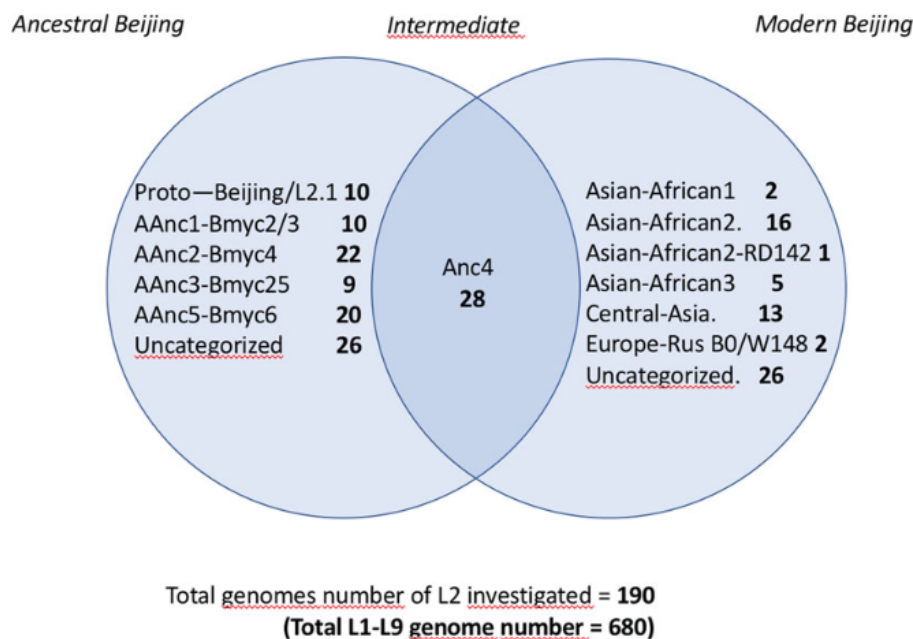 Ancestral Beijing
Intermediate
Modern Beijing
Proto—Beijing/L2.1 10
AAnc1-Bmyc2/3 10
AAnc2-Bmyc4 22
AAnc3-Bmyc25 9
AAnc5-Bmyc6 20
Uncategorized 26
Anc4
28
Asian-African1 2
Asian-African2. 16
Asian-African2-RD142 1
Asian-African3 5
Central-Asia. 13
Europe-Rus B0/W148 2
Uncategorized. 26
Total genomes number of L2 investigated = 190
(Total L1-L9 genome number = 680)